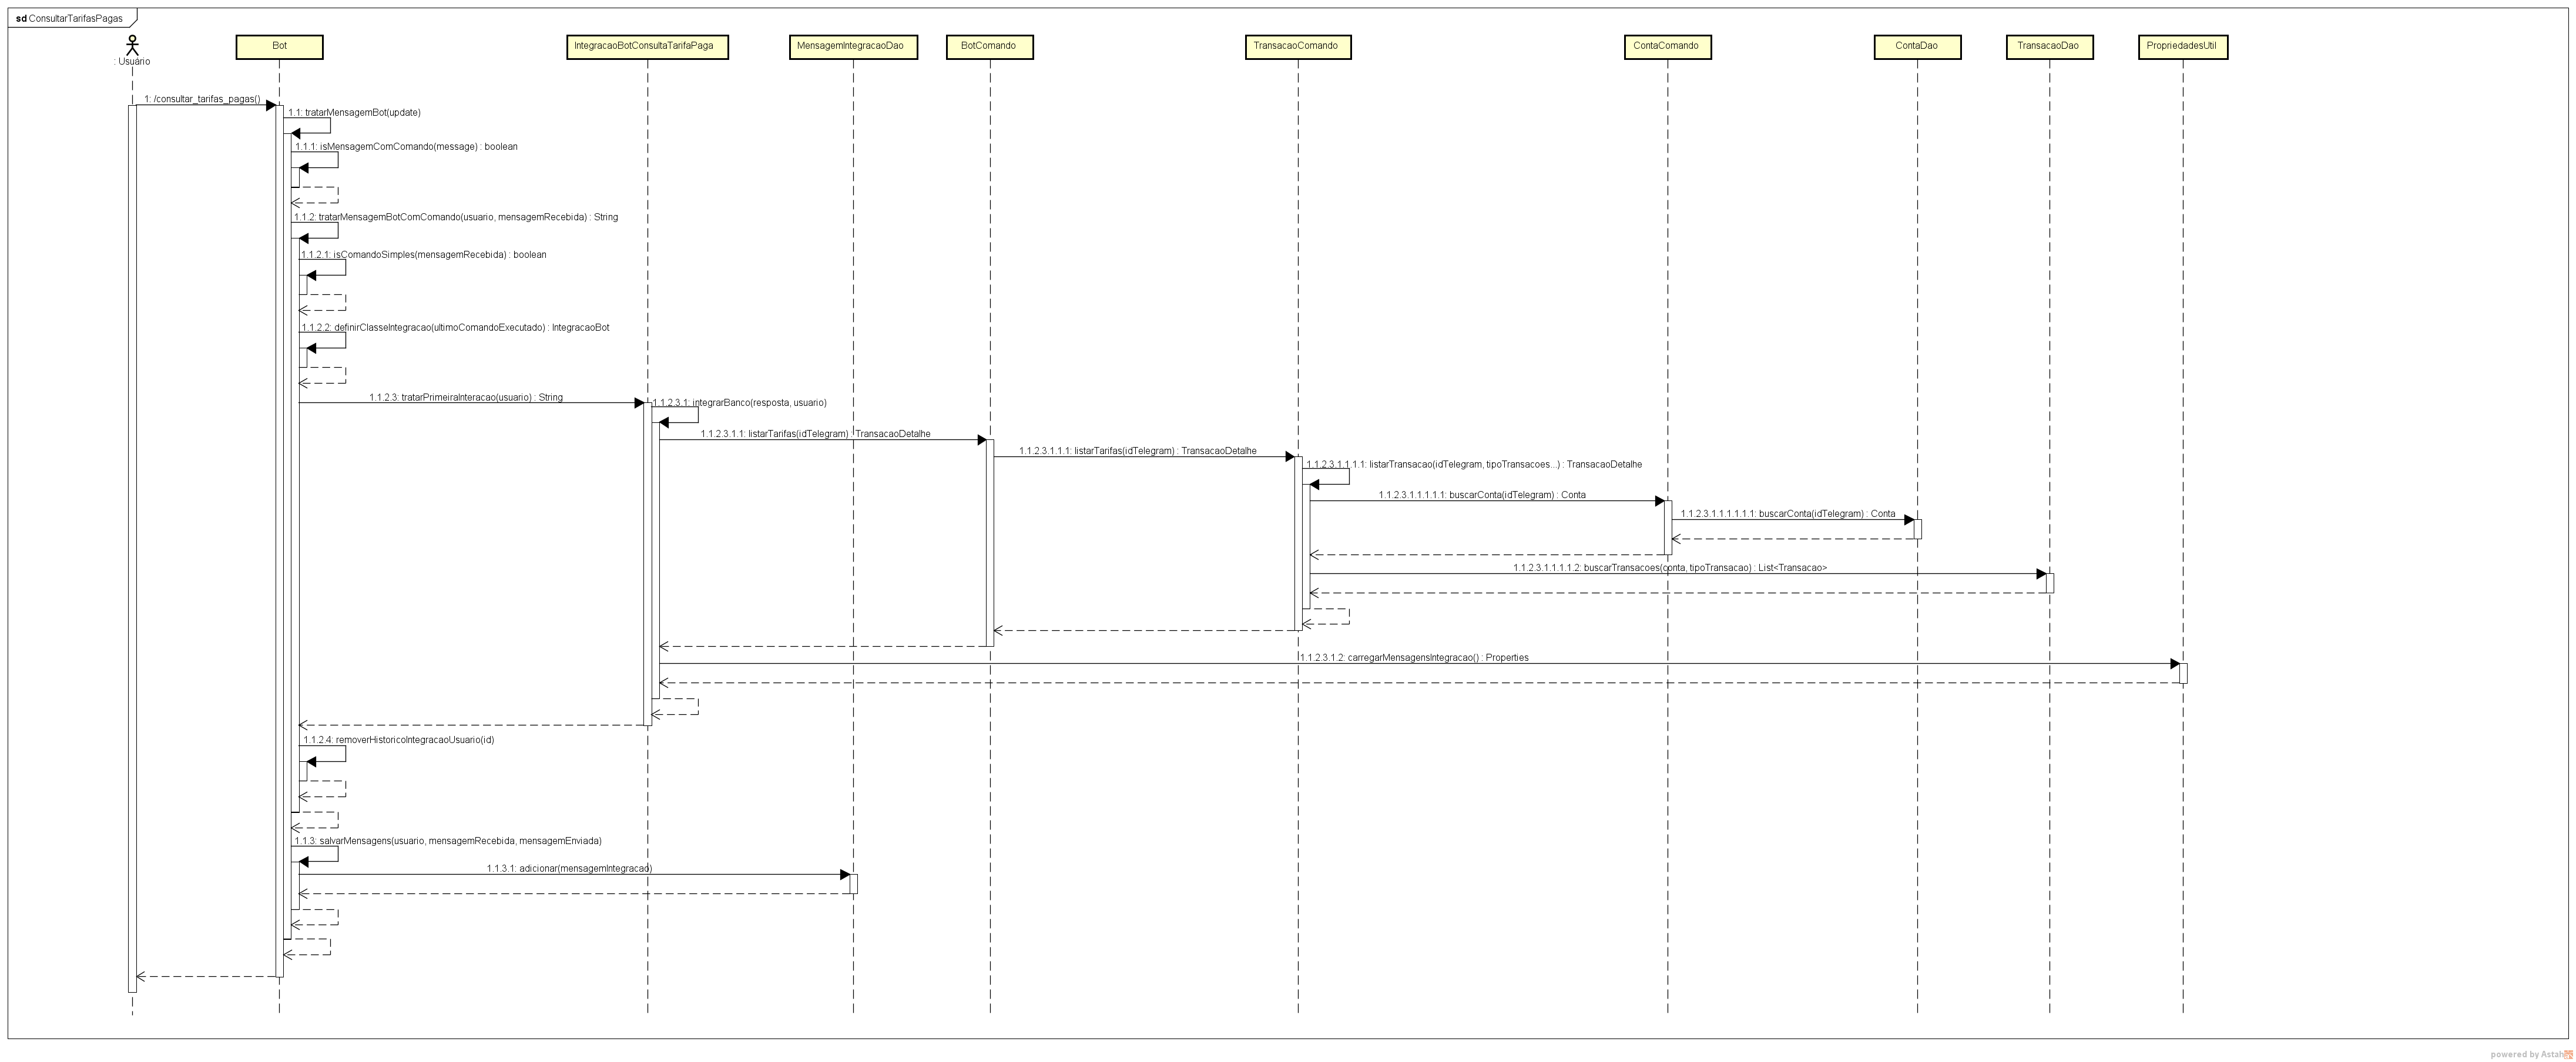 sd ConsultarTarifasPagas
: Usuário
Bot
IntegracaoBotConsultaTarifaPaga
MensagemIntegracaoDao
BotComando
TransacaoComando
ContaComando
ContaDao
TransacaoDao
PropriedadesUtil
1: /consultar_tarifas_pagas()
1.1: tratarMensagemBot(update)
1.1.1: isMensagemComComando(message) : boolean
1.1.2: tratarMensagemBotComComando(usuario, mensagemRecebida) : String
1.1.2.1: isComandoSimples(mensagemRecebida) : boolean
1.1.2.2: definirClasseIntegracao(ultimoComandoExecutado) : IntegracaoBot
1.1.2.3: tratarPrimeiraInteracao(usuario) : String
1.1.2.3.1: integrarBanco(resposta, usuario)
1.1.2.3.1.1: listarTarifas(idTelegram) : TransacaoDetalhe
1.1.2.3.1.1.1: listarTarifas(idTelegram) : TransacaoDetalhe
1.1.2.3.1.1.1.1: listarTransacao(idTelegram, tipoTransacoes...) : TransacaoDetalhe
1.1.2.3.1.1.1.1.1: buscarConta(idTelegram) : Conta
1.1.2.3.1.1.1.1.1.1: buscarConta(idTelegram) : Conta
1.1.2.3.1.1.1.1.2: buscarTransacoes(conta, tipoTransacao) : List<Transacao>
1.1.2.3.1.2: carregarMensagensIntegracao() : Properties
1.1.2.4: removerHistoricoIntegracaoUsuario(id)
1.1.3: salvarMensagens(usuario, mensagemRecebida, mensagemEnviada)
1.1.3.1: adicionar(mensagemIntegracao)
powered by Astah